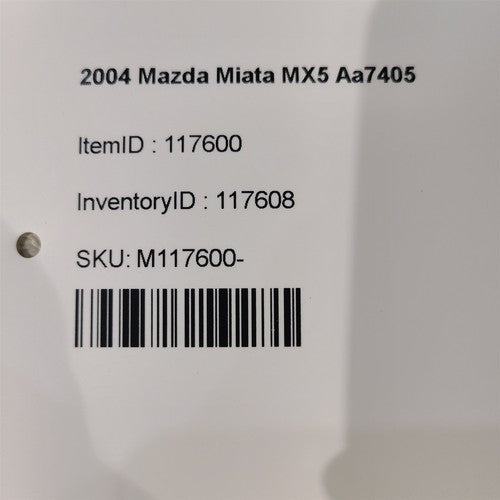 2004 Mazda Miata MX5 Aa7405
ItemID : 117600
InventoryID : 117608
SKU: M117600-